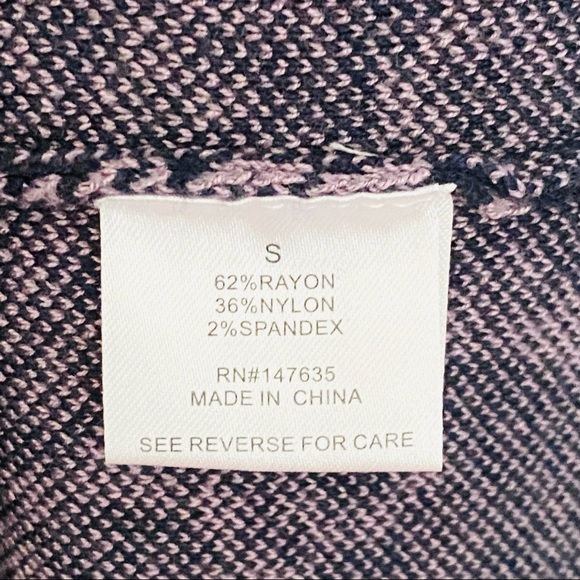 S
62%RAYON
36%NYLON
2%SPANDEX
RN#147635
MADE IN CHINA
SEE REVERSE FOR CARE